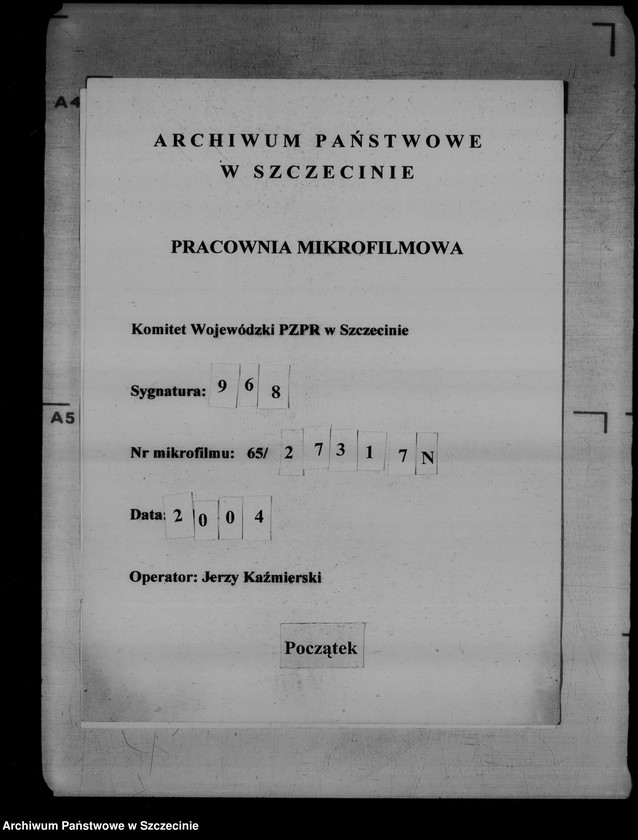 A4
ARCHIWUM PAŃSTWOWE
W SZCZECINIE
PRACOWNIA MIKROFILMOWA
Komitet Wojewódzki PZPR w Szczecinie
Sygnatura: 968
A5
Nr mikrofilmu: 65/ 27317N
Data: 2004
Operator: Jerzy Kaźmierski
Początek
Archiwum Państwowe w Szczecinie